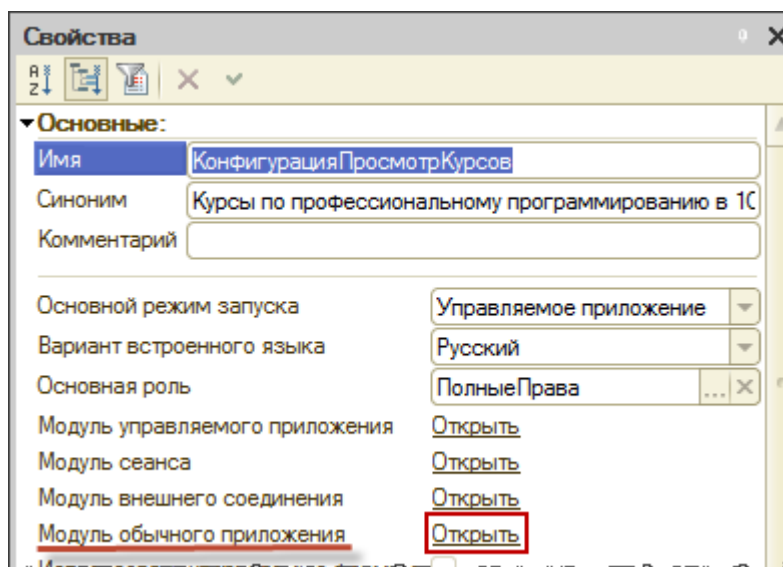 Свойства
Основные:
Имя КонфигурацияПросмотрКурсов
Синоним Курсы по профессиональному программированию в 1С
Комментарий
Основной режим запуска Управляемое приложение
Вариант встроенного языка Русский
Основная роль ПолныеПрава ...
Модуль управляемого приложения Открыть
Модуль сеанса Открыть
Модуль внешнего соединения Открыть
Модуль обычного приложения Открыть